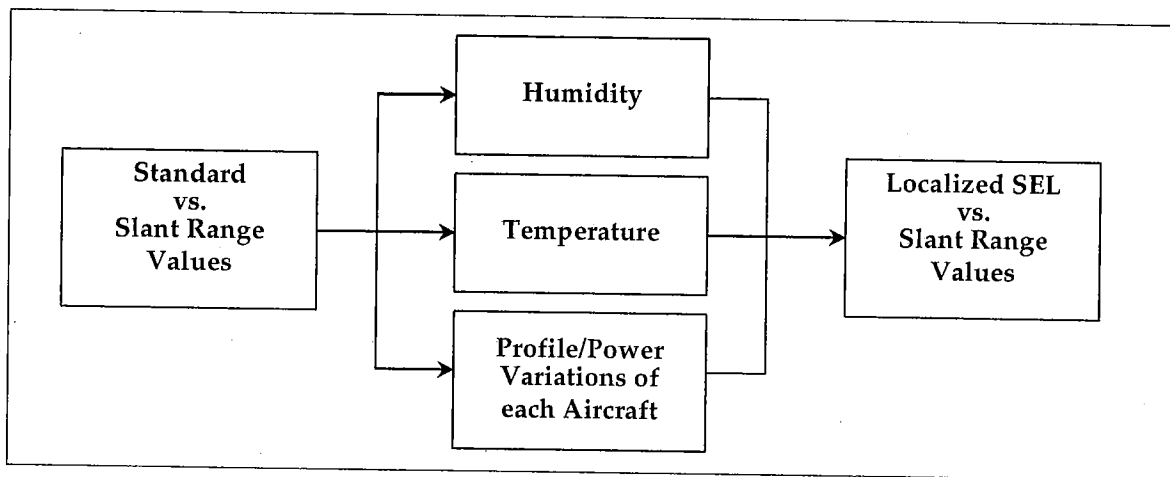 Standard
vs.
Slant Range
Values
Humidity
Temperature
Profile/Power
Variations of
each Aircraft
Localized SEL
vs.
Slant Range
Values